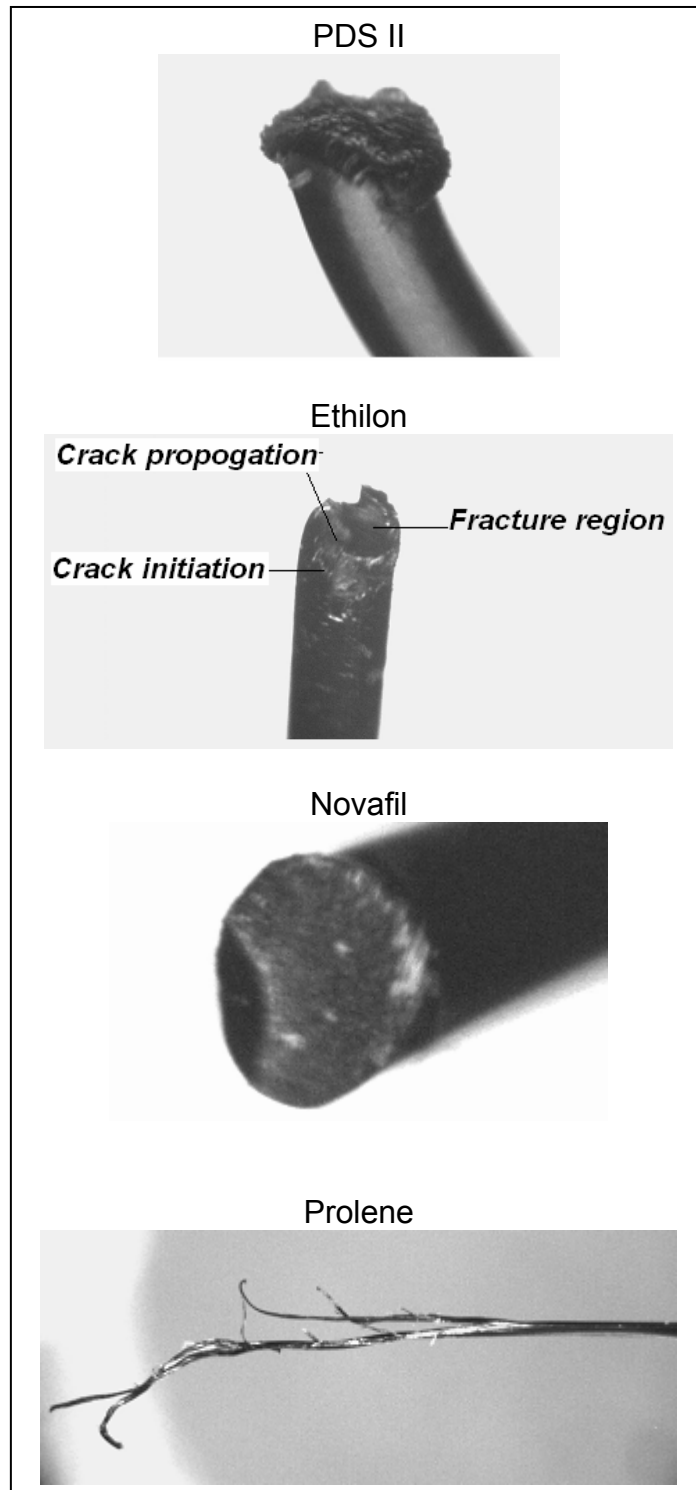 PDS II
Ethilon
Crack propogation
Fracture region
Crack initiation
Novafil
Prolene